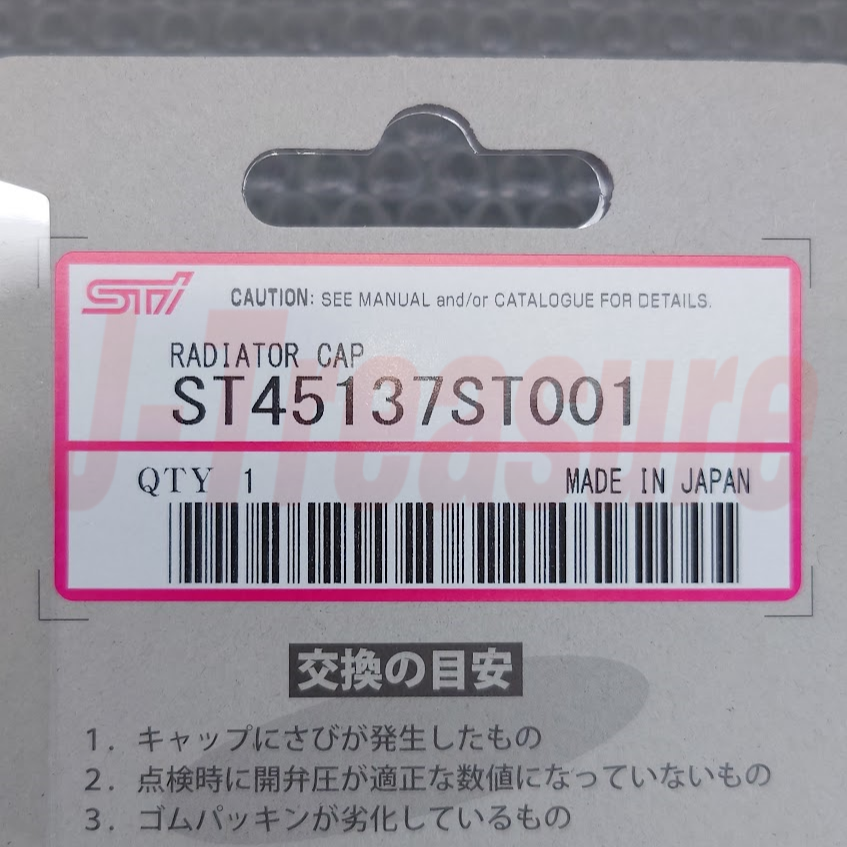 STi
CAUTION: SEE MANUAL and/or CATALOGUE FOR DETAILS.
RADIATOR CAP
ST45137ST001
J-Treasure
QTY 1
MADE IN JAPAN
交換の目安
1. キャップにさびが発生したもの
2. 点検時に開弁圧が適正な数値になっていないもの
3. ゴムパッキンが劣化しているもの